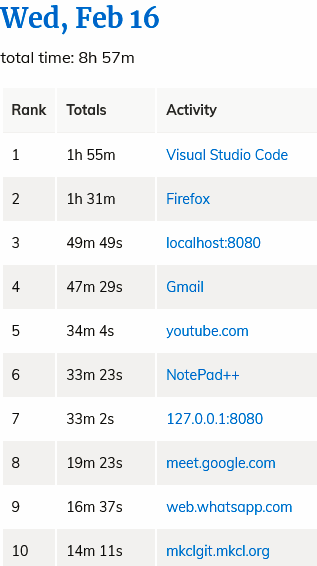 Wed, Feb 16
total time: 8h 57m
Rank Totals Activity
1 1h 55m Visual Studio Code
2 1h 31m Firefox
3 49m 49s localhost:8080
4 47m 29s Gmail
5 34m 4s youtube.com
6 33m 23s NotePad++
7 33m 2s 127.0.0.1:8080
8 19m 23s meet.google.com
9 16m 37s web.whatsapp.com
10 14m 11s mkclgit.mkcl.org